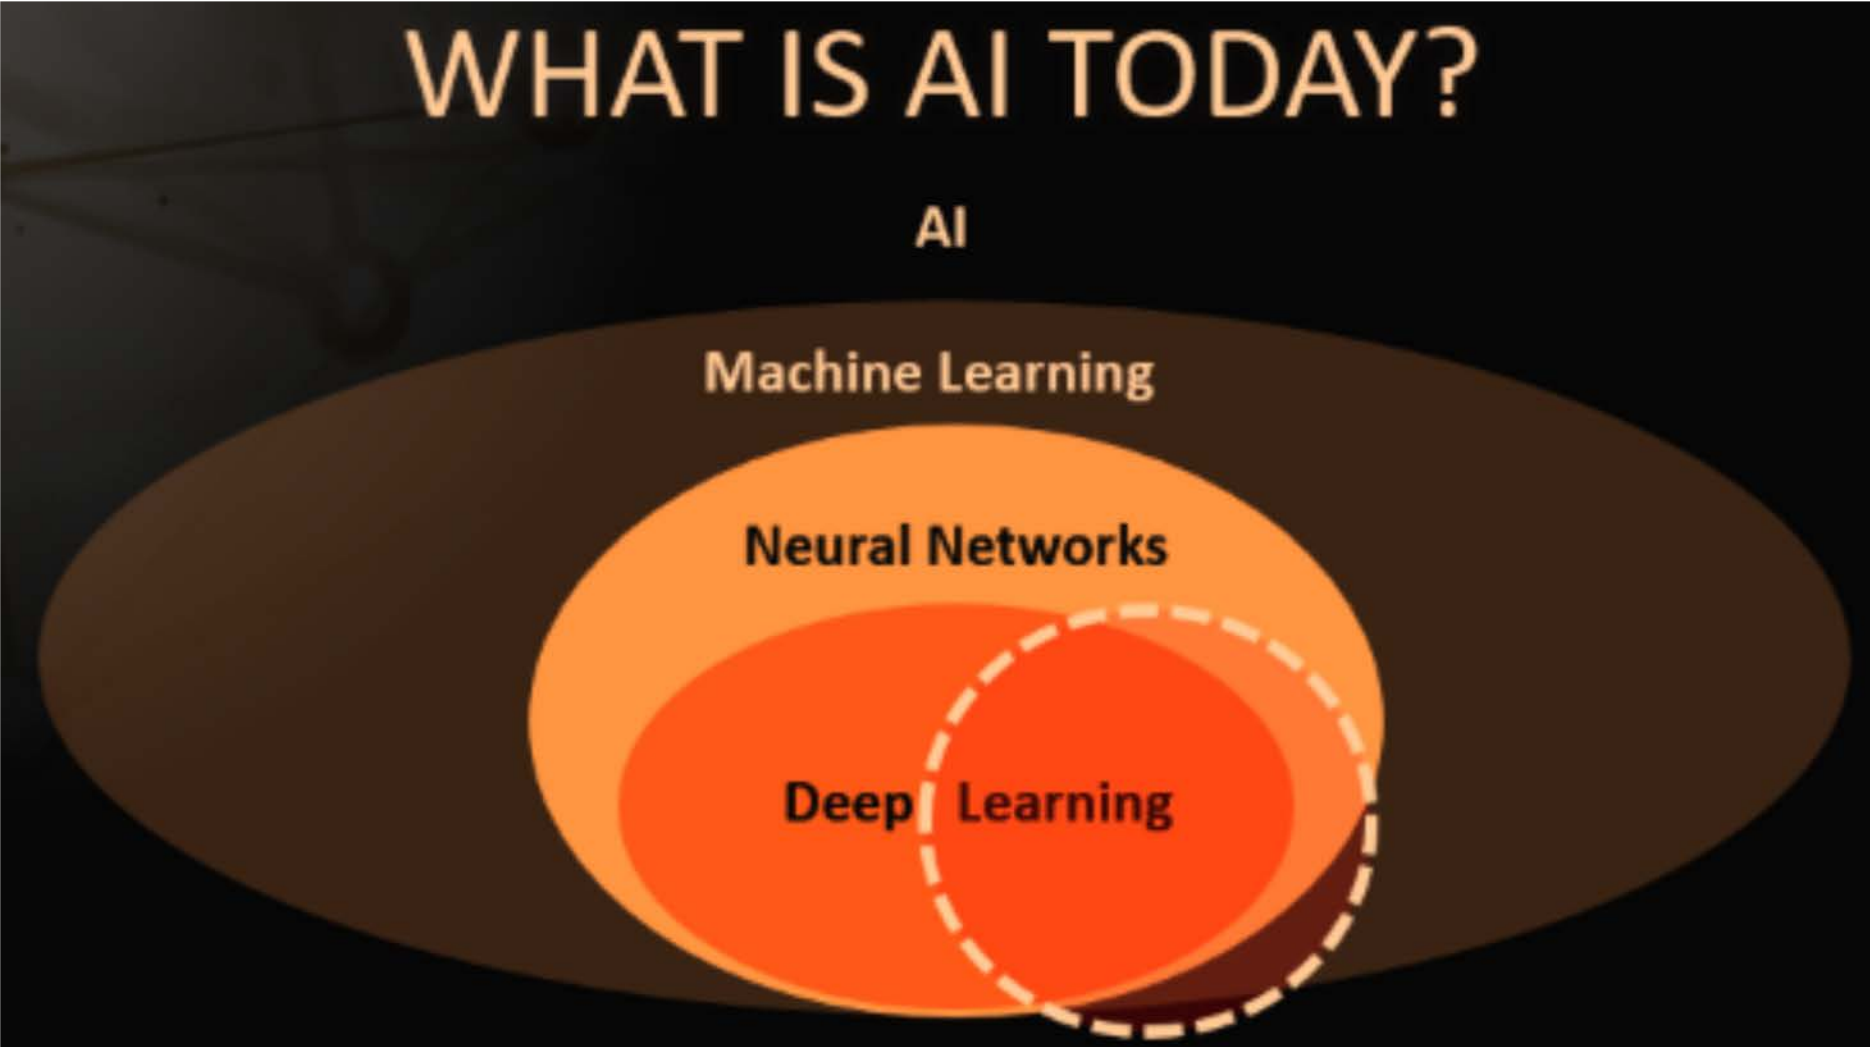 WHAT IS AI TODAY?
AI
Machine Learning
Neural Networks
Deep Learning